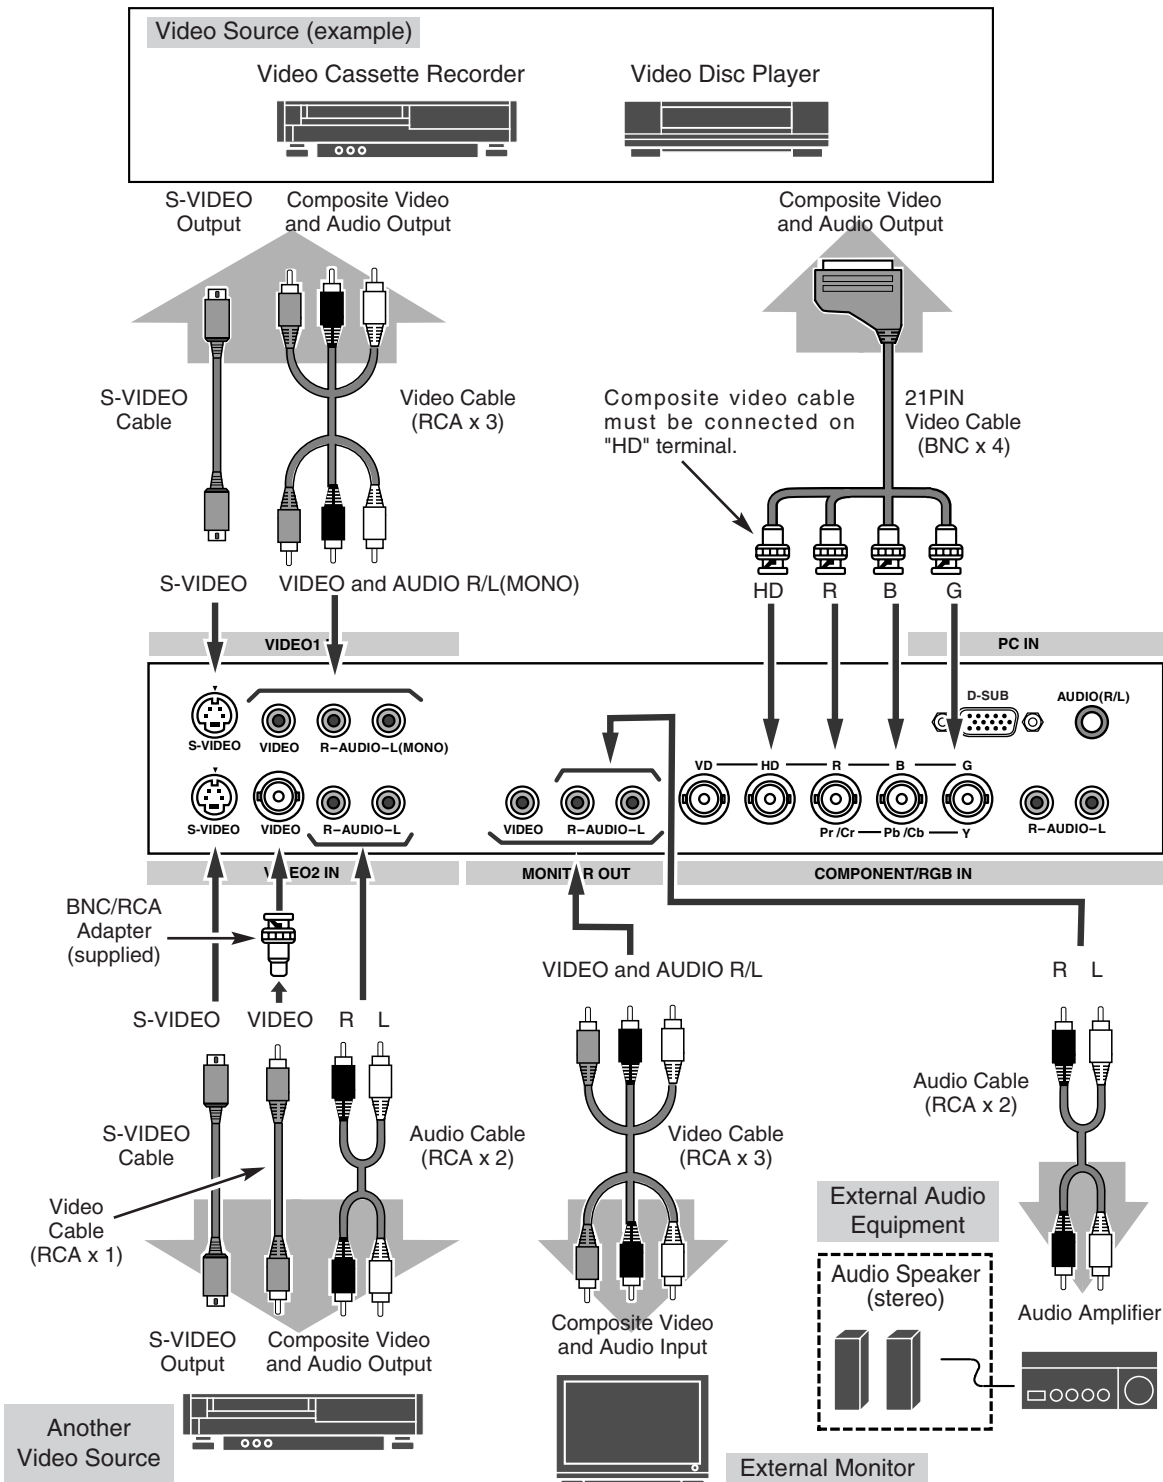 Video Source (example)
Video Cassette Recorder
Video Disc Player
S-VIDEO
Output
Composite Video
and Audio Output
Composite Video
and Audio Output
S-VIDEO
Cable
Video Cable
(RCA x 3)
Composite video cable
must be connected on
"HD" terminal.
21PIN
Video Cable
(BNC x 4)
S-VIDEO
VIDEO and AUDIO R/L(MONO)
HD
R
B
G
VIDEO1
PC IN
D-SUB
AUDIO(R/L)
S-VIDEO
VIDEO
R–AUDIO–L(MONO)
VD
HD
R
B
G
S-VIDEO
VIDEO
R–AUDIO–L
VIDEO
R–AUDIO–L
Pr /Cr
Pb /Cb
Y
R–AUDIO–L
VIDEO2 IN
MONITOR OUT
COMPONENT/RGB IN
BNC/RCA
Adapter
(supplied)
VIDEO and AUDIO R/L
R L
S-VIDEO
VIDEO
R L
S-VIDEO
Cable
Audio Cable
(RCA x 2)
Video Cable
(RCA x 3)
Audio Cable
(RCA x 2)
Video
Cable
(RCA x 1)
External Audio
Equipment
Audio Speaker
(stereo)
Audio Amplifier
S-VIDEO
Output
Composite Video
and Audio Output
Composite Video
and Audio Input
Another
Video Source
External Monitor